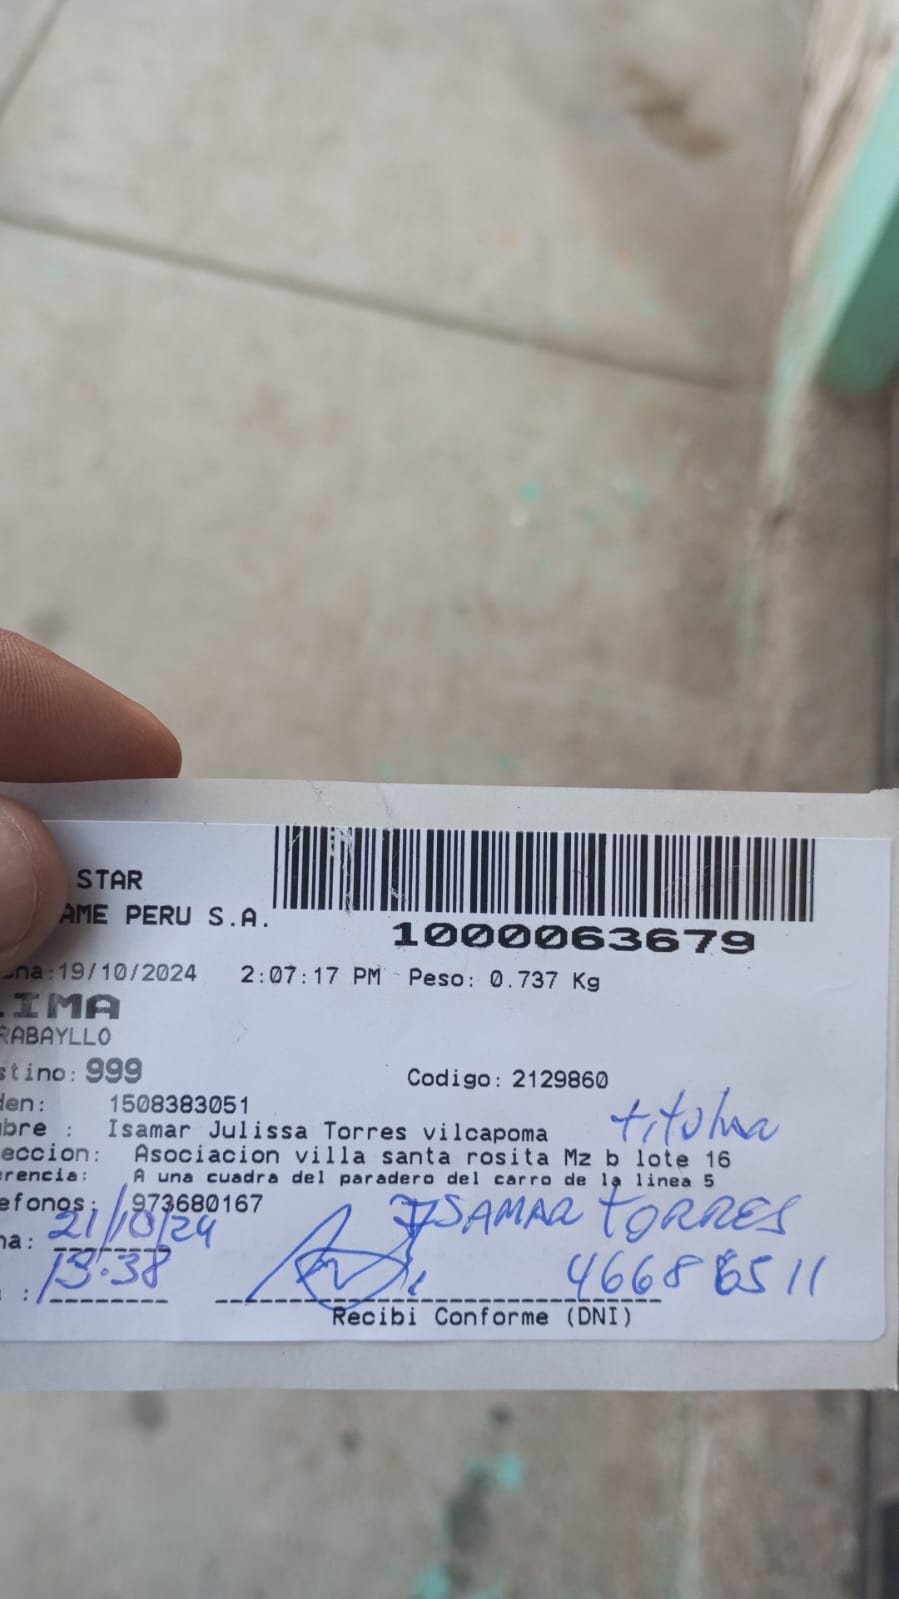 STAR
AME PERU S.A.
1000063679
na:19/10/2024 2:07:17 PM Peso: 0.737 Kg
IMA
RABAYLLO
stino: 999
Codigo: 2129860
den: 1508383051
bre : Isamar Julissa Torres vilcapoma
titular
eccion: Asociacion villa santa rosita Mz b lote 16
erencia: A una cuadra del paradero del carro de la linea 5
efonos: 973680167
ISAMAR TORRES
na: 21/10/24
: 13:38
46686511
Recibi Conforme (DNI)